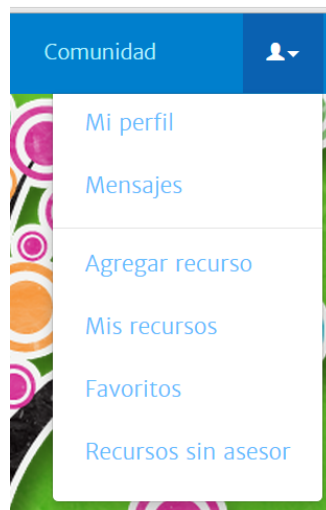 Comunidad
Mi perfil
Mensajes
Agregar recurso
Mis recursos
Favoritos
Recursos sin asesor